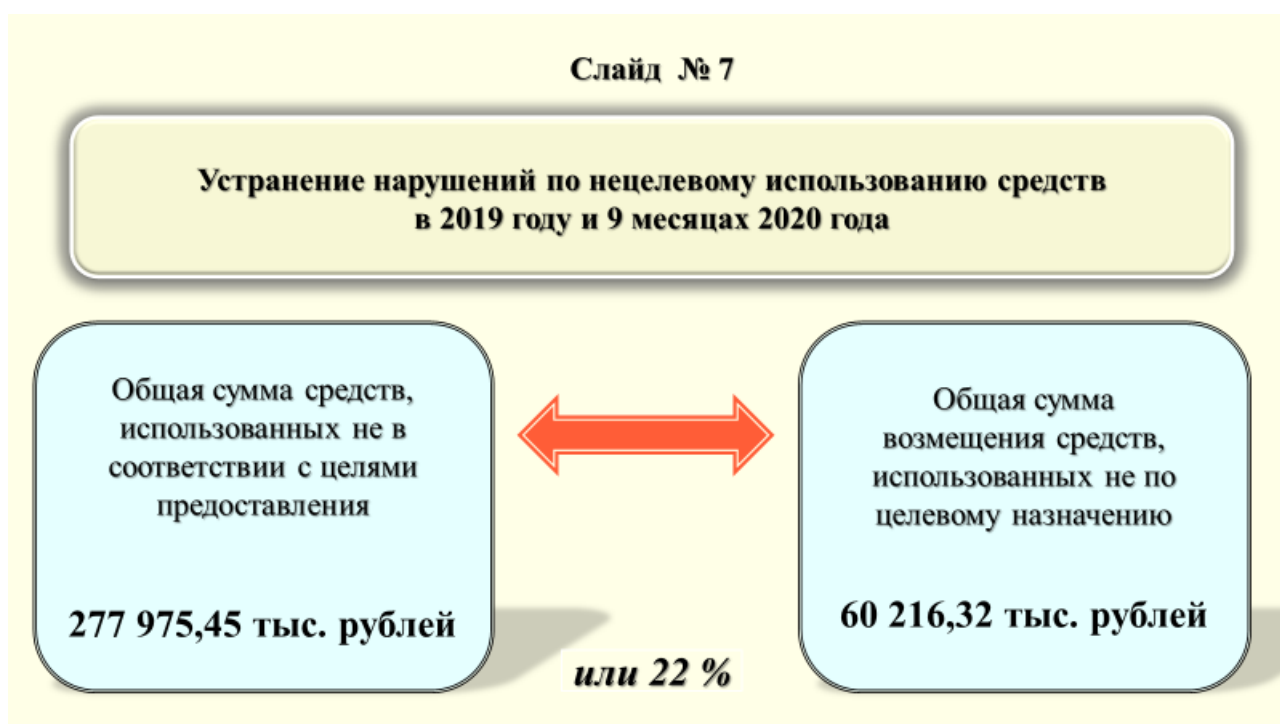 Слайд № 7
Устранение нарушений по нецелевому использованию средств
в 2019 году и 9 месяцах 2020 года
Общая сумма средств,
использованных не в
соответствии с целями
предоставления
277 975,45 тыс. рублей
или 22 %
Общая сумма
возмещения средств,
использованных не по
целевому назначению
60 216,32 тыс. рублей